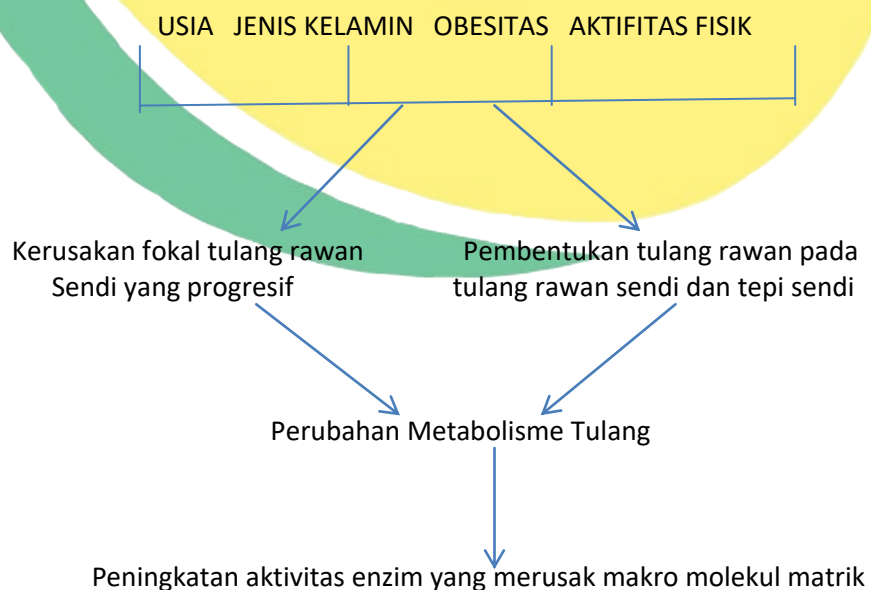 USIA JENIS KELAMIN OBESITAS AKTIFITAS FISIK
Kerusakan fokal tulang rawan
Sendi yang progresif
Pembentukan tulang rawan pada
tulang rawan sendi dan tepi sendi
Perubahan Metabolisme Tulang
Peningkatan aktivitas enzim yang merusak makro molekul matrik